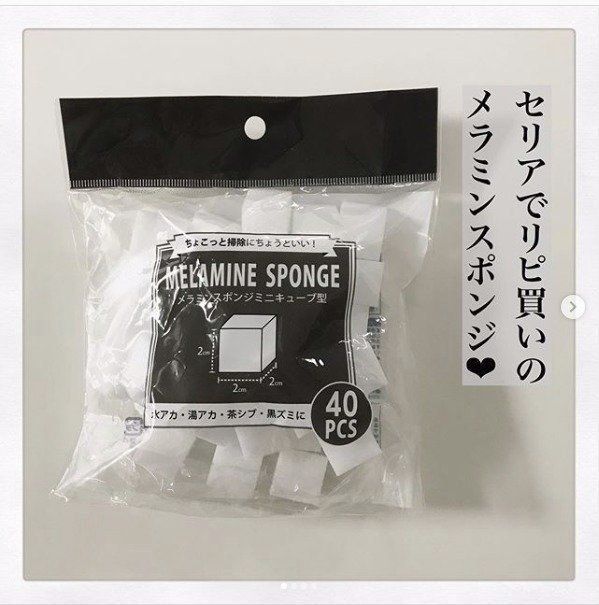 セリアでリピ買いの
メラミンスポンジ❤
ちょこっと掃除にちょうどいい！
MELAMINE SPONGE
メラミンスポンジミニキューブ型
2cm
2cm
2cm
水アカ・湯アカ・茶シブ・黒ズミに
40
PCS